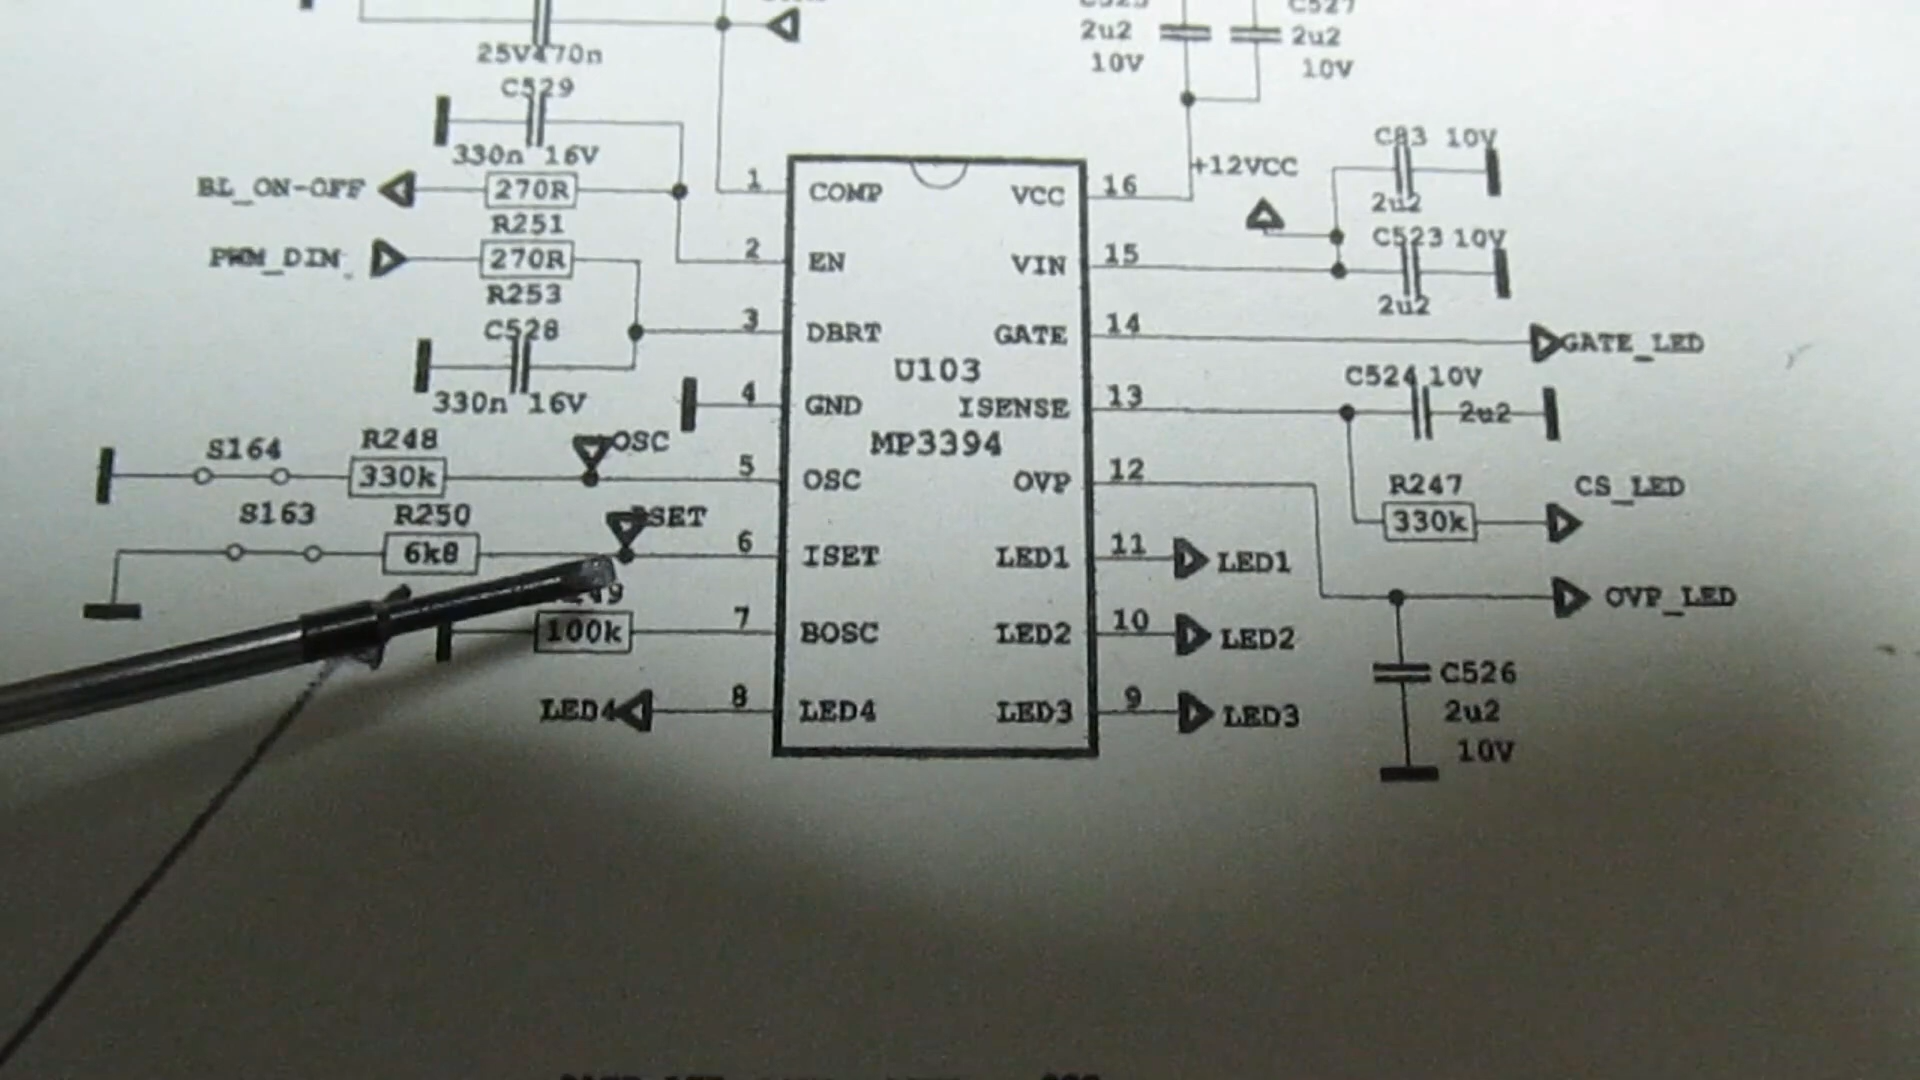 25V470n
2u2
2u2
10V
10V
C529
330n 16V
C83 10V
+12VCC
BL_ON-OFF
270R
1
COMP
VCC
16
2u2
R251
C523 10V
PWM_DIM
270R
2
EN
VIN
15
R253
2u2
C528
3
DBRT
GATE
14
GATE_LED
U103
C524 10V
330n 16V
4
GND
ISENSE
13
2u2
MP3394
S164
R248
OSC
330k
5
OSC
OVP
12
R247
CS_LED
S163
R250
330k
6k8
6
ISET
LED1
11
LED1
OVP_LED
100k
7
BOSC
LED2
10
LED2
C526
LED4
8
LED4
LED3
9
LED3
2u2
10V